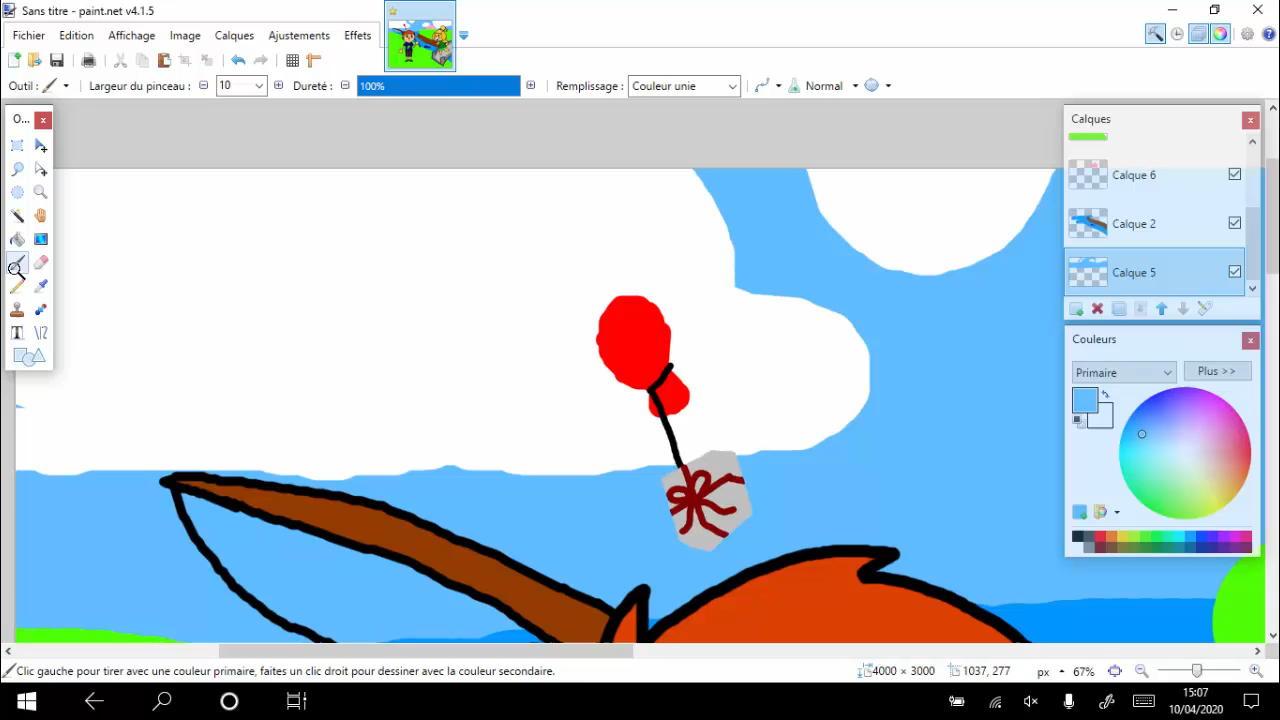 Sans titre - paint.net v4.1.5
Fichier Edition Affichage Image Calques Ajustements Effets
Outil : Largeur du pinceau : 10 Dureté : 100% Remplissage : Couleur unie Normal
O...
Calques
Calque 6
Calque 2
Calque 5
Couleurs
Primaire Plus >>
Clic gauche pour tirer avec une couleur primaire, faites un clic droit pour dessiner avec la couleur secondaire. 4000 × 3000 1037, 277 px 67%
15:07
10/04/2020